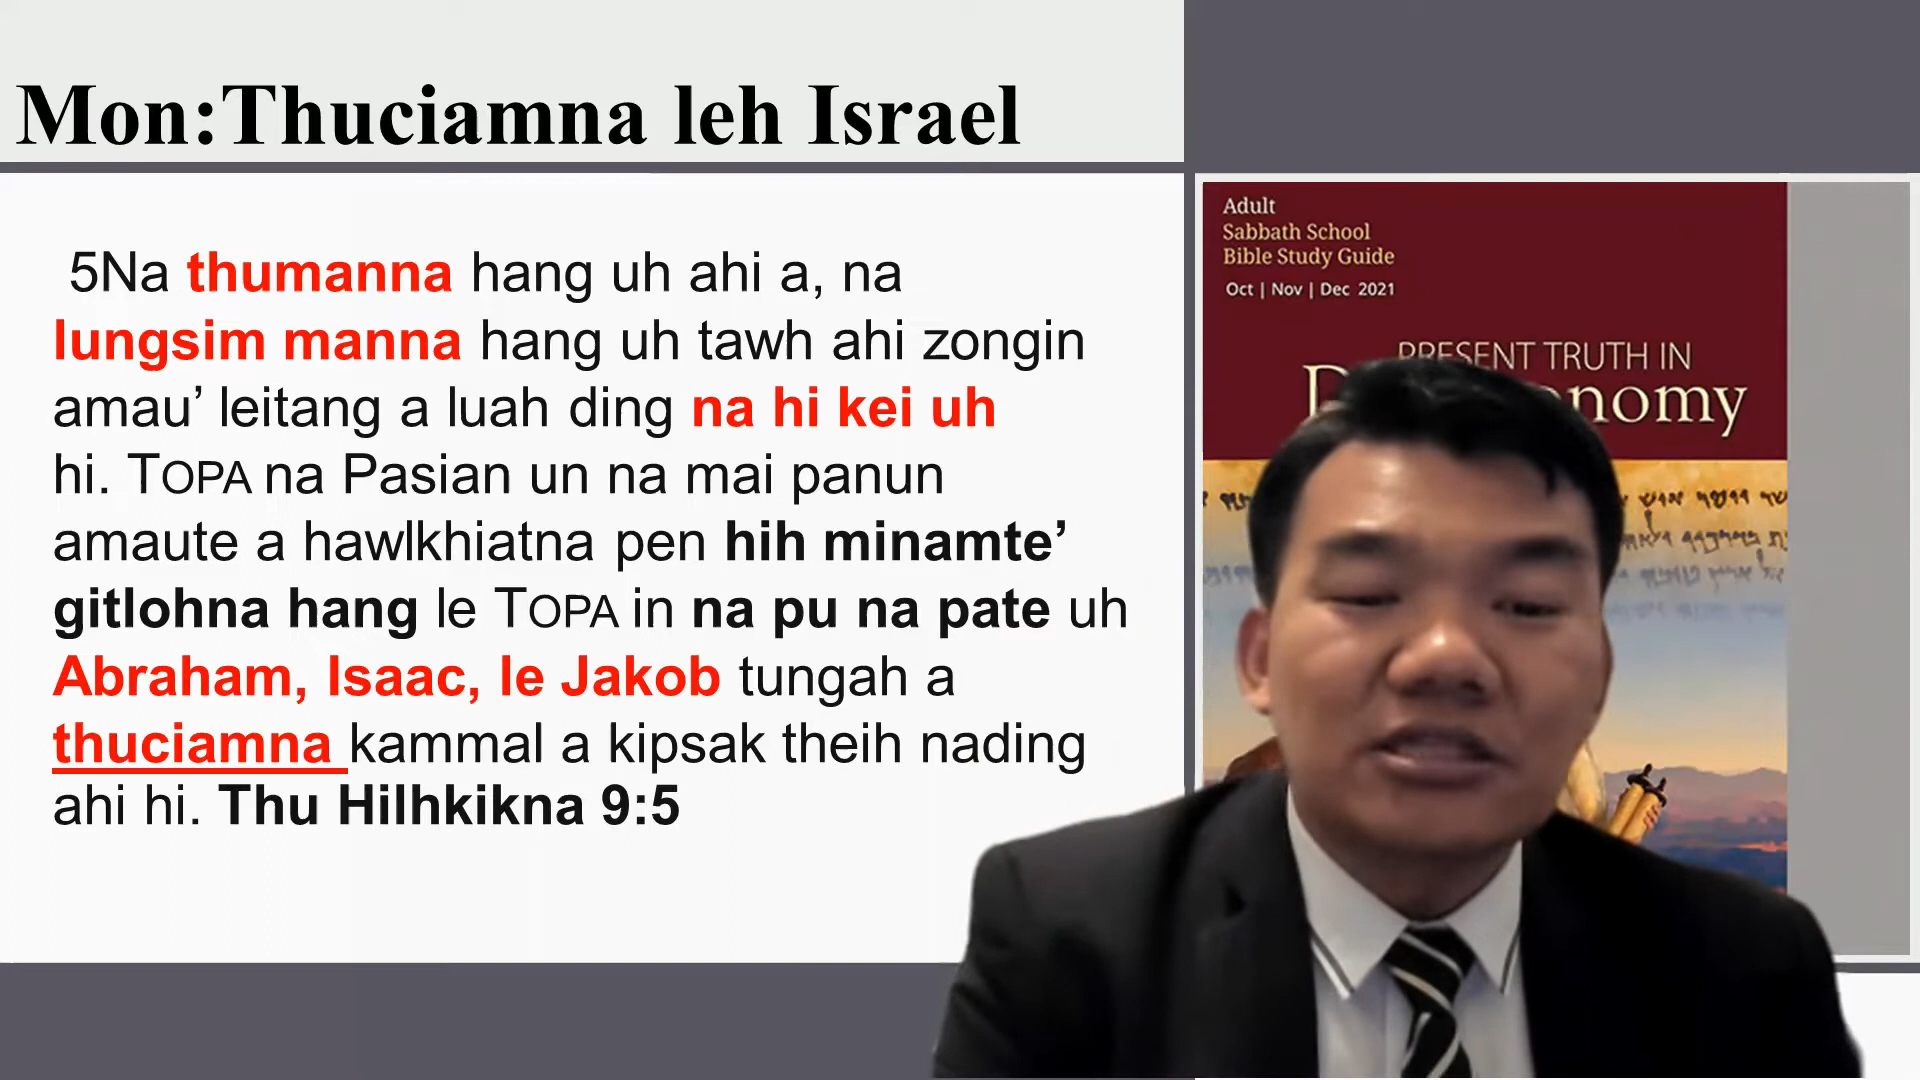 Mon:Thuciamna leh Israel
5Na thumanna hang uh ahi a, na
lungsim manna hang uh tawh ahi zongin
amau’ leitang a luah ding na hi kei uh
hi. TOPA na Pasian un na mai panun
amaute a hawlkhiatna pen hih minamte’
gitlohna hang le TOPA in na pu na pate uh
Abraham, Isaac, le Jakob tungah a
thuciamna kammal a kipsak theih nading
ahi hi. Thu Hilhkikna 9:5
Adult
Sabbath School
Bible Study Guide
Oct | Nov | Dec 2021
PRESENT TRUTH IN